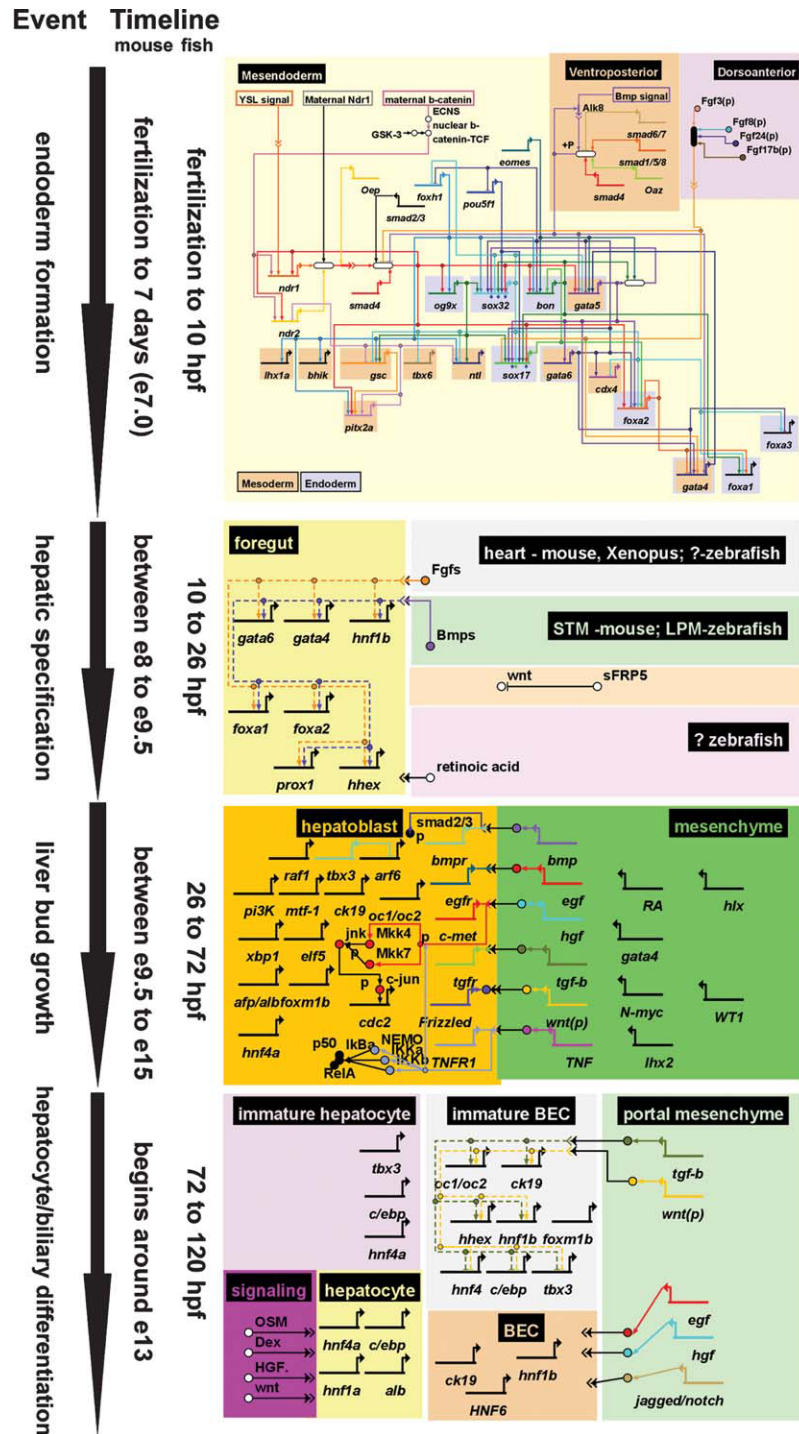 Event Timeline
mouse fish
endoderm formation
fertilization to 7 days (e7.0)
fertilization to 10 hpf
Mesendoderm
Ventroposterior
Dorsoanterior
YSL signal
Maternal Ndr1
maternal b-catenin
Bmp signal
ECNS
nuclear b-
catenin-TCF
GSK-3
Alk8
+P
smad6/7
smad1/5/8
smad4
Oaz
Fgf3(p)
Fgf8(p)
Fgf24(p)
Fgf17b(p)
Oep
smad2/3
foxh1
pou5f1
eomes
ndr1
smad4
og9x
sox32
bon
gata5
ndr2
lhx1a
bhik
gsc
tbx6
ntl
sox17
gata6
cdx4
foxa2
pitx2a
foxa3
gata4
foxa1
Mesoderm
Endoderm
hepatic specification
between e8 to e9.5
10 to 26 hpf
foregut
heart - mouse, Xenopus; ?-zebrafish
Fgfs
gata6
gata4
hnf1b
STM -mouse; LPM-zebrafish
Bmps
wnt
sFRP5
foxa1
foxa2
? zebrafish
prox1
hhex
retinoic acid
liver bud growth
between e9.5 to e15
26 to 72 hpf
hepatoblast
mesenchyme
smad2/3
p
raf1
tbx3
arf6
bmpr
bmp
pi3K
mtf-1
ck19
egfr
egf
RA
hlx
oc1/oc2
jnk
Mkk4
Mkk7
p
p
c-met
hgf
xbp1
elf5
gata4
p
c-jun
tgfr
tgf-b
afp/alb
foxm1b
cdc2
Frizzled
wnt(p)
N-myc
WT1
hnf4a
p50
IkBa
NEMO
IKKa
IKKb
RelA
TNFR1
TNF
lhx2
hepatocyte/biliary differentiation
begins around e13
72 to 120 hpf
immature hepatocyte
immature BEC
portal mesenchyme
tbx3
oc1/oc2
ck19
tgf-b
c/ebp
hhex
hnf1b
foxm1b
wnt(p)
hnf4a
hnf4
c/ebp
tbx3
signaling
hepatocyte
BEC
OSM
Dex
HGF.
wnt
hnf4a
c/ebp
hnf1a
alb
ck19
hnf1b
HNF6
egf
hgf
jagged/notch